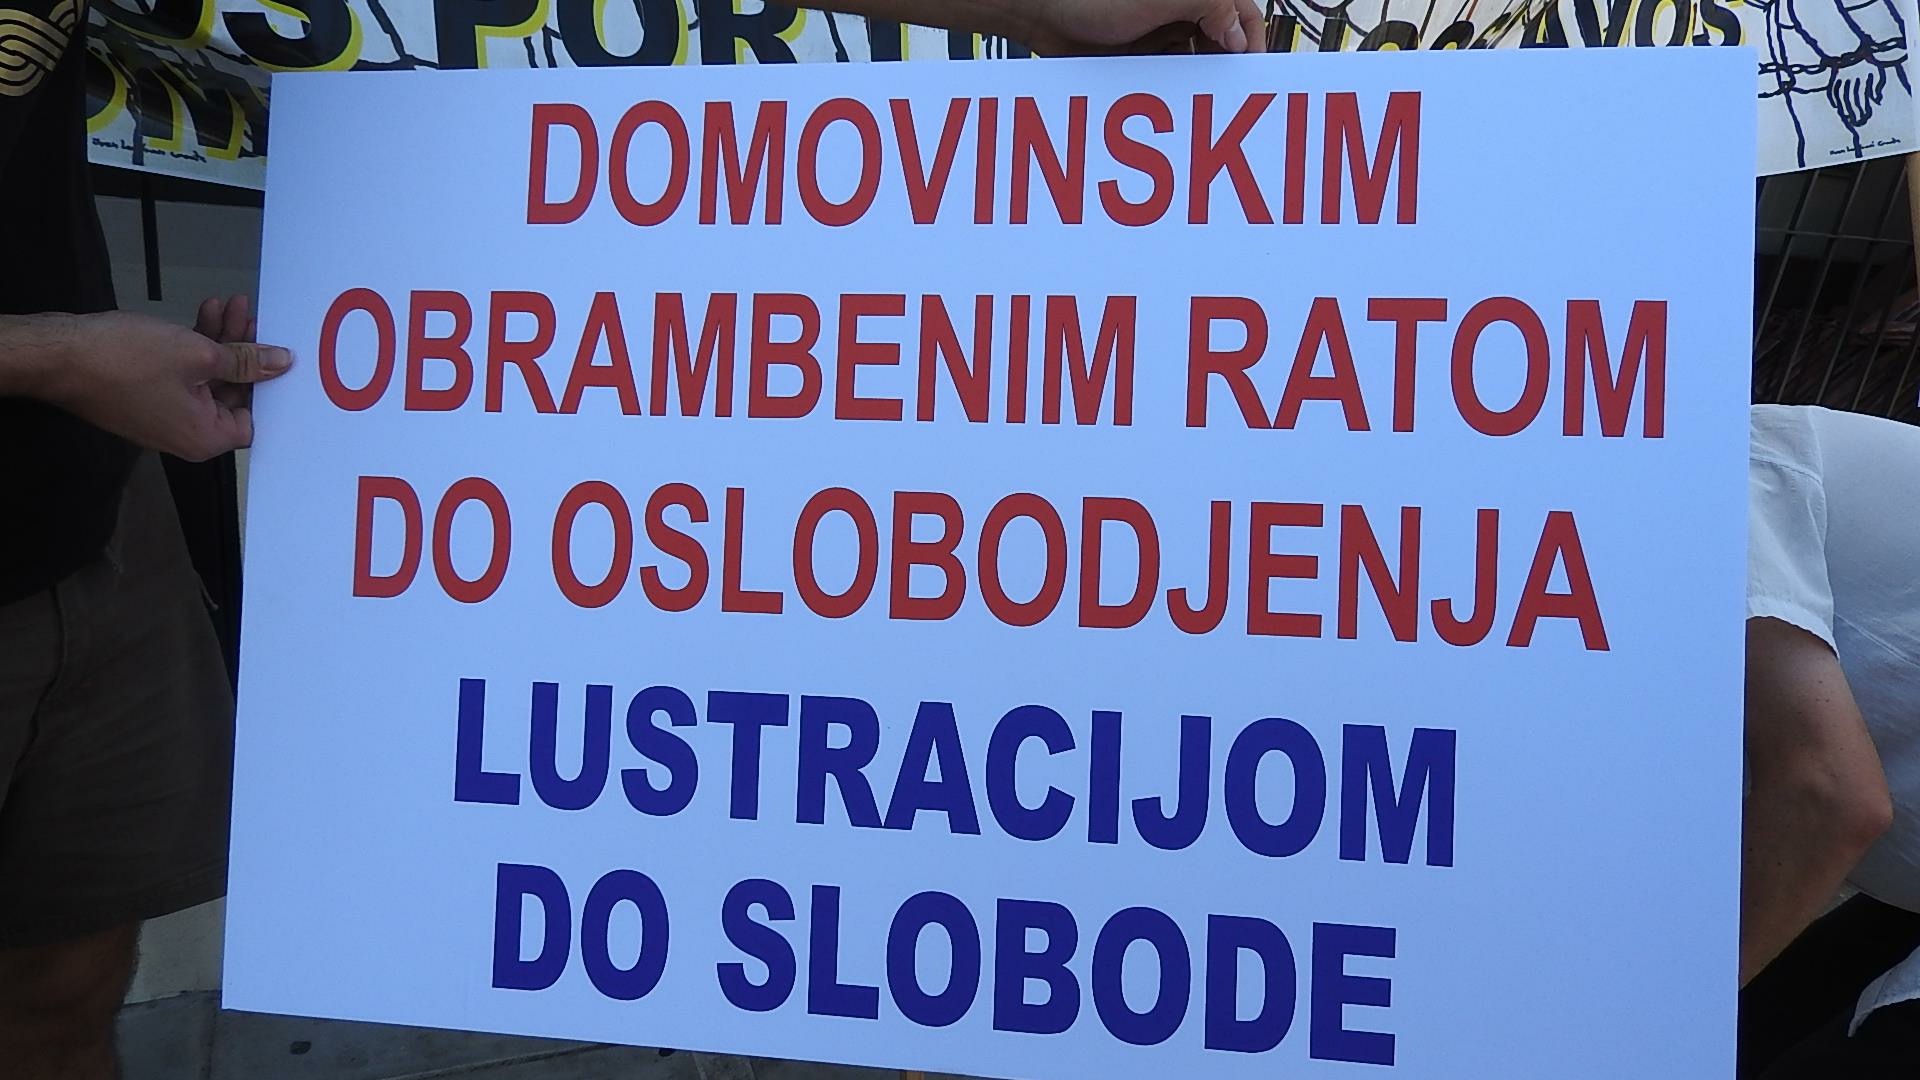 DOMOVINSKIM
OBRAMBENIM RATOM
DO OSLOBODJENJA
LUSTRACIJOM
DO SLOBODE